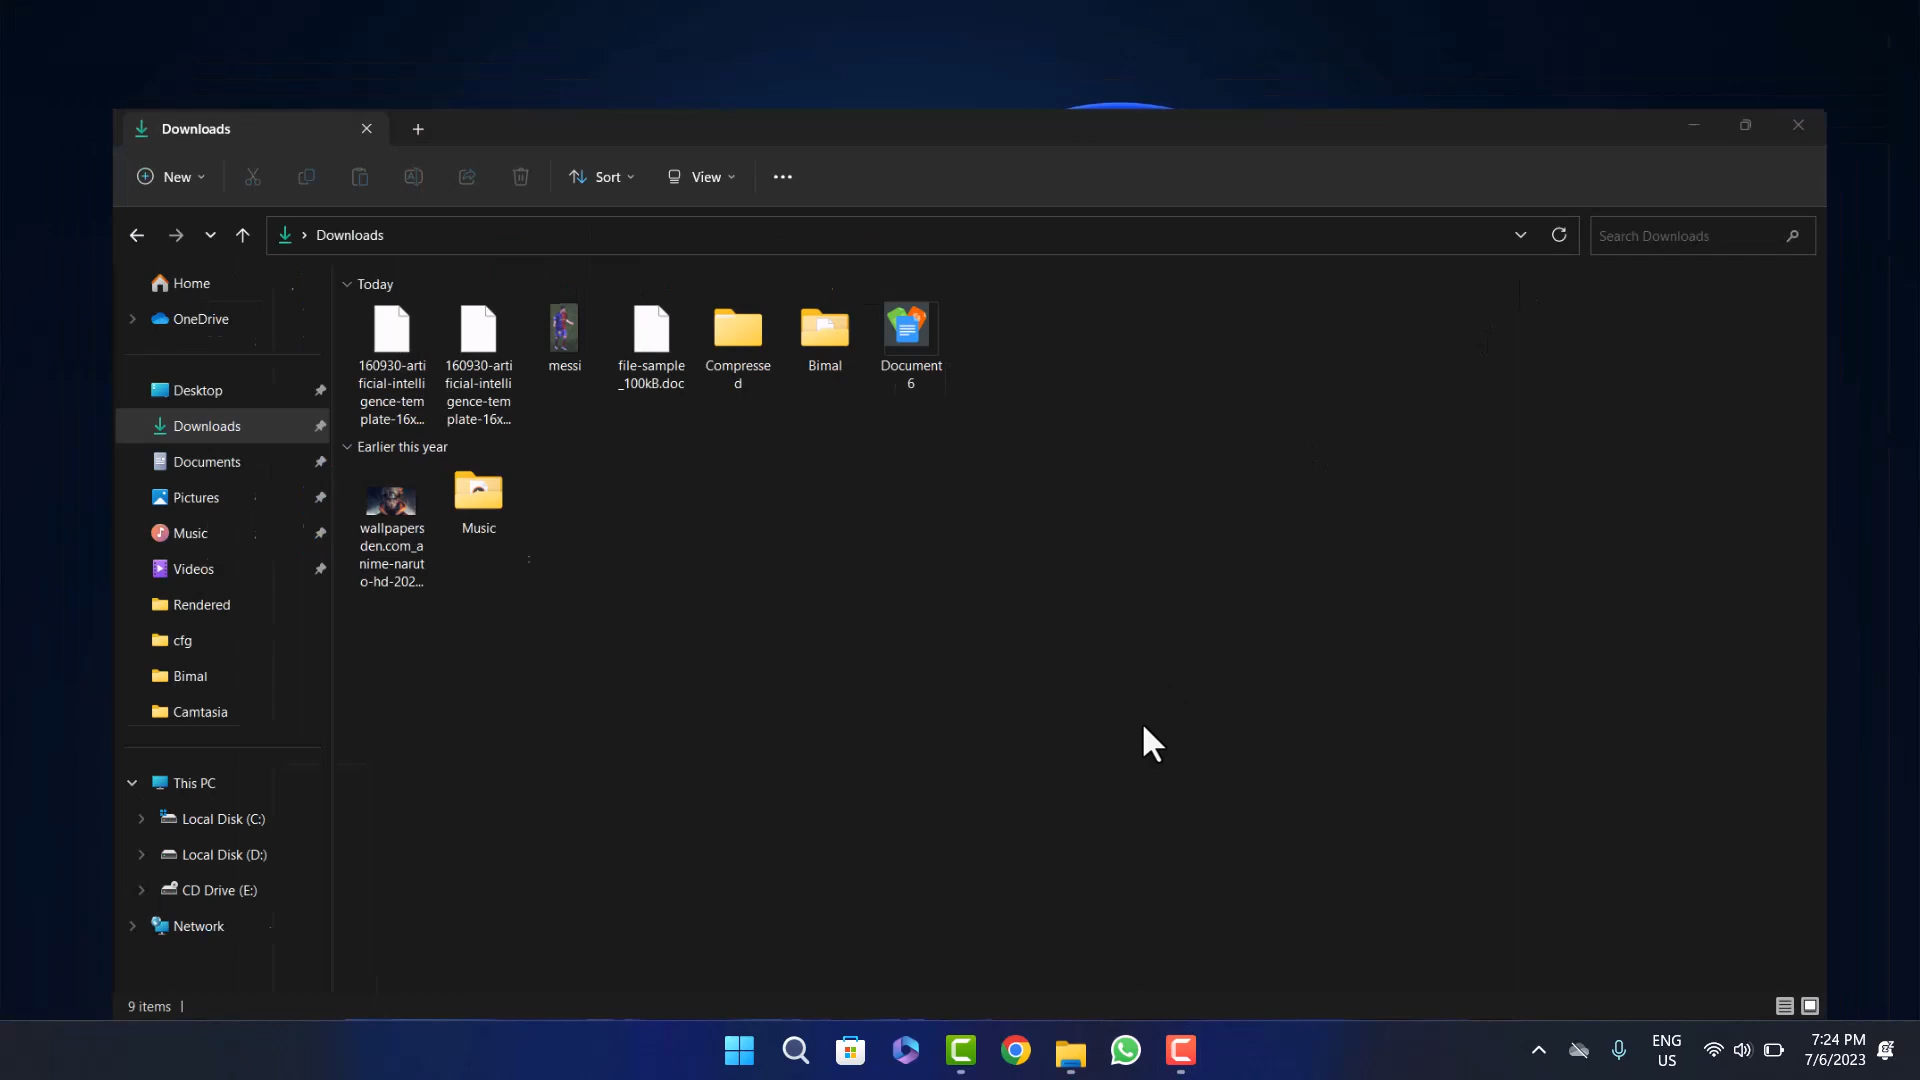 Downloads
New
Sort
View
Downloads
Search Downloads
Home
OneDrive
Desktop
Downloads
Documents
Pictures
Music
Videos
Rendered
cfg
Bimal
Camtasia
This PC
Local Disk (C:)
Local Disk (D:)
CD Drive (E:)
Network
Today
160930-arti
ficial-intelli
gence-tem
plate-16x...
160930-arti
ficial-intelli
gence-tem
plate-16x...
messi
file-sample
_100kB.doc
Compresse
d
Bimal
Document
6
Earlier this year
wallpapers
den.com_a
nime-narut
o-hd-202...
Music
9 items
ENG
US
7:24 PM
7/6/2023